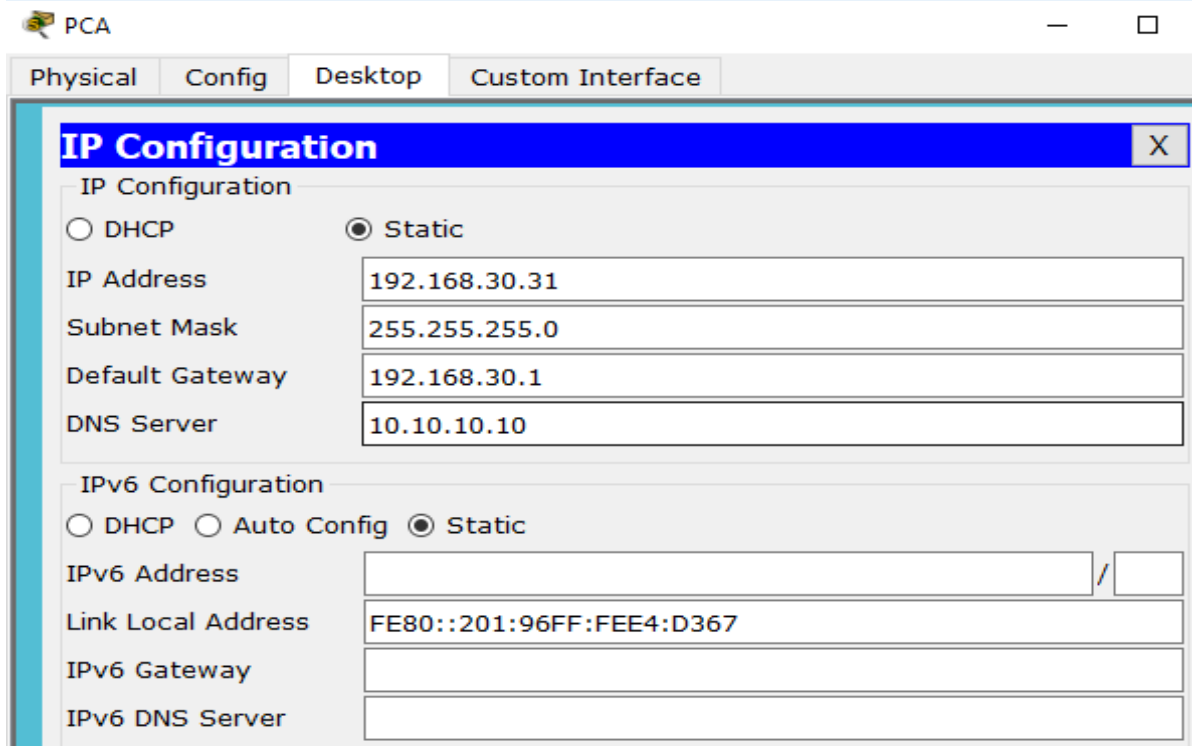 PCA
Physical Config Desktop Custom Interface
IP Configuration X
IP Configuration
DHCP Static
IP Address 192.168.30.31
Subnet Mask 255.255.255.0
Default Gateway 192.168.30.1
DNS Server 10.10.10.10
IPv6 Configuration
DHCP Auto Config Static
IPv6 Address /
Link Local Address FE80::201:96FF:FEE4:D367
IPv6 Gateway
IPv6 DNS Server